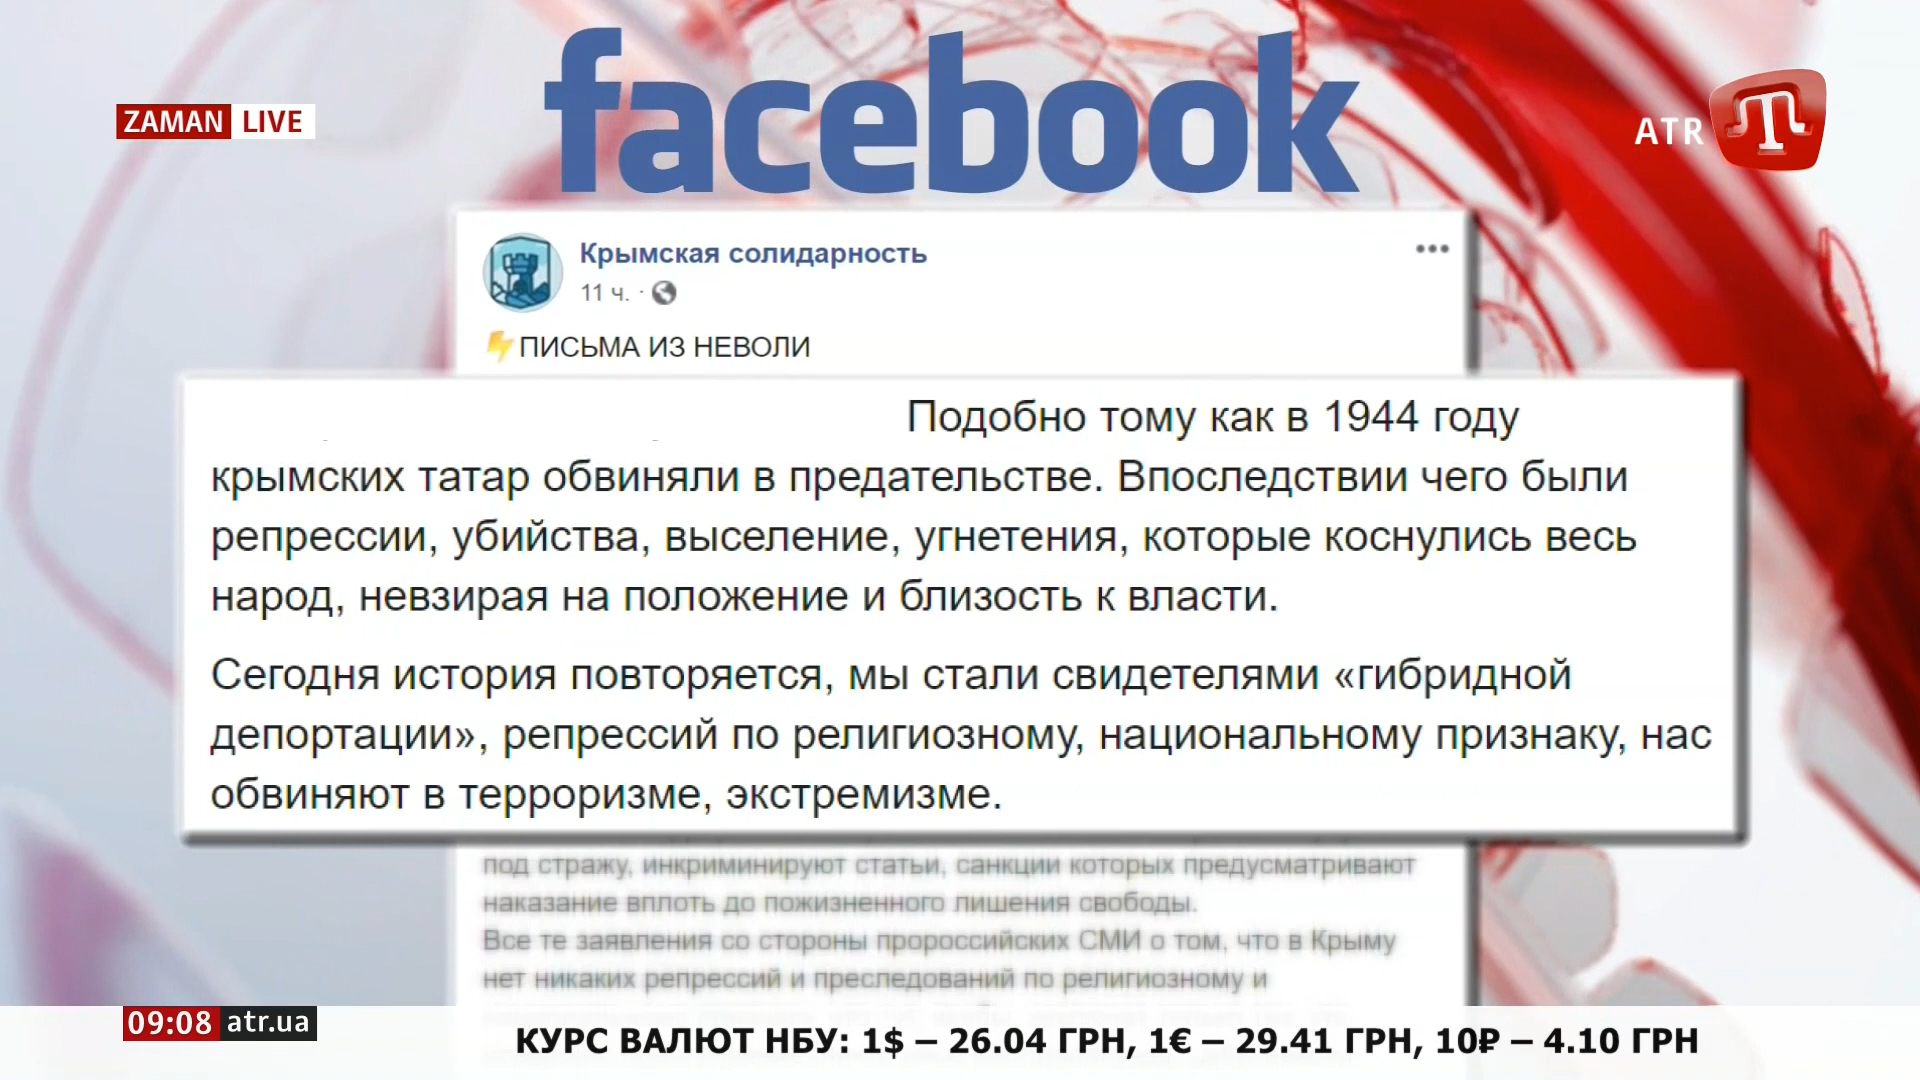 facebook
ZAMAN LIVE
ATR
Крымская солидарность
11 ч. ·
ПИСЬМА ИЗ НЕВОЛИ
Подобно тому как в 1944 году
крымских татар обвиняли в предательстве. Впоследствии чего были
репрессии, убийства, выселение, угнетения, которые коснулись весь
народ, невзирая на положение и близость к власти.
Сегодня история повторяется, мы стали свидетелями «гибридной
депортации», репрессий по религиозному, национальному признаку, нас
обвиняют в терроризме, экстремизме.
под стражу, инкриминируют статьи, санкции которых предусматривают
наказание вплоть до пожизненного лишения свободы.
Все те заявления со стороны пророссийских СМИ о том, что в Крыму
нет никаких репрессий и преследований по религиозному и
09:08 atr.ua
КУРС ВАЛЮТ НБУ: 1$ – 26.04 ГРН, 1€ – 29.41 ГРН, 10₽ – 4.10 ГРН